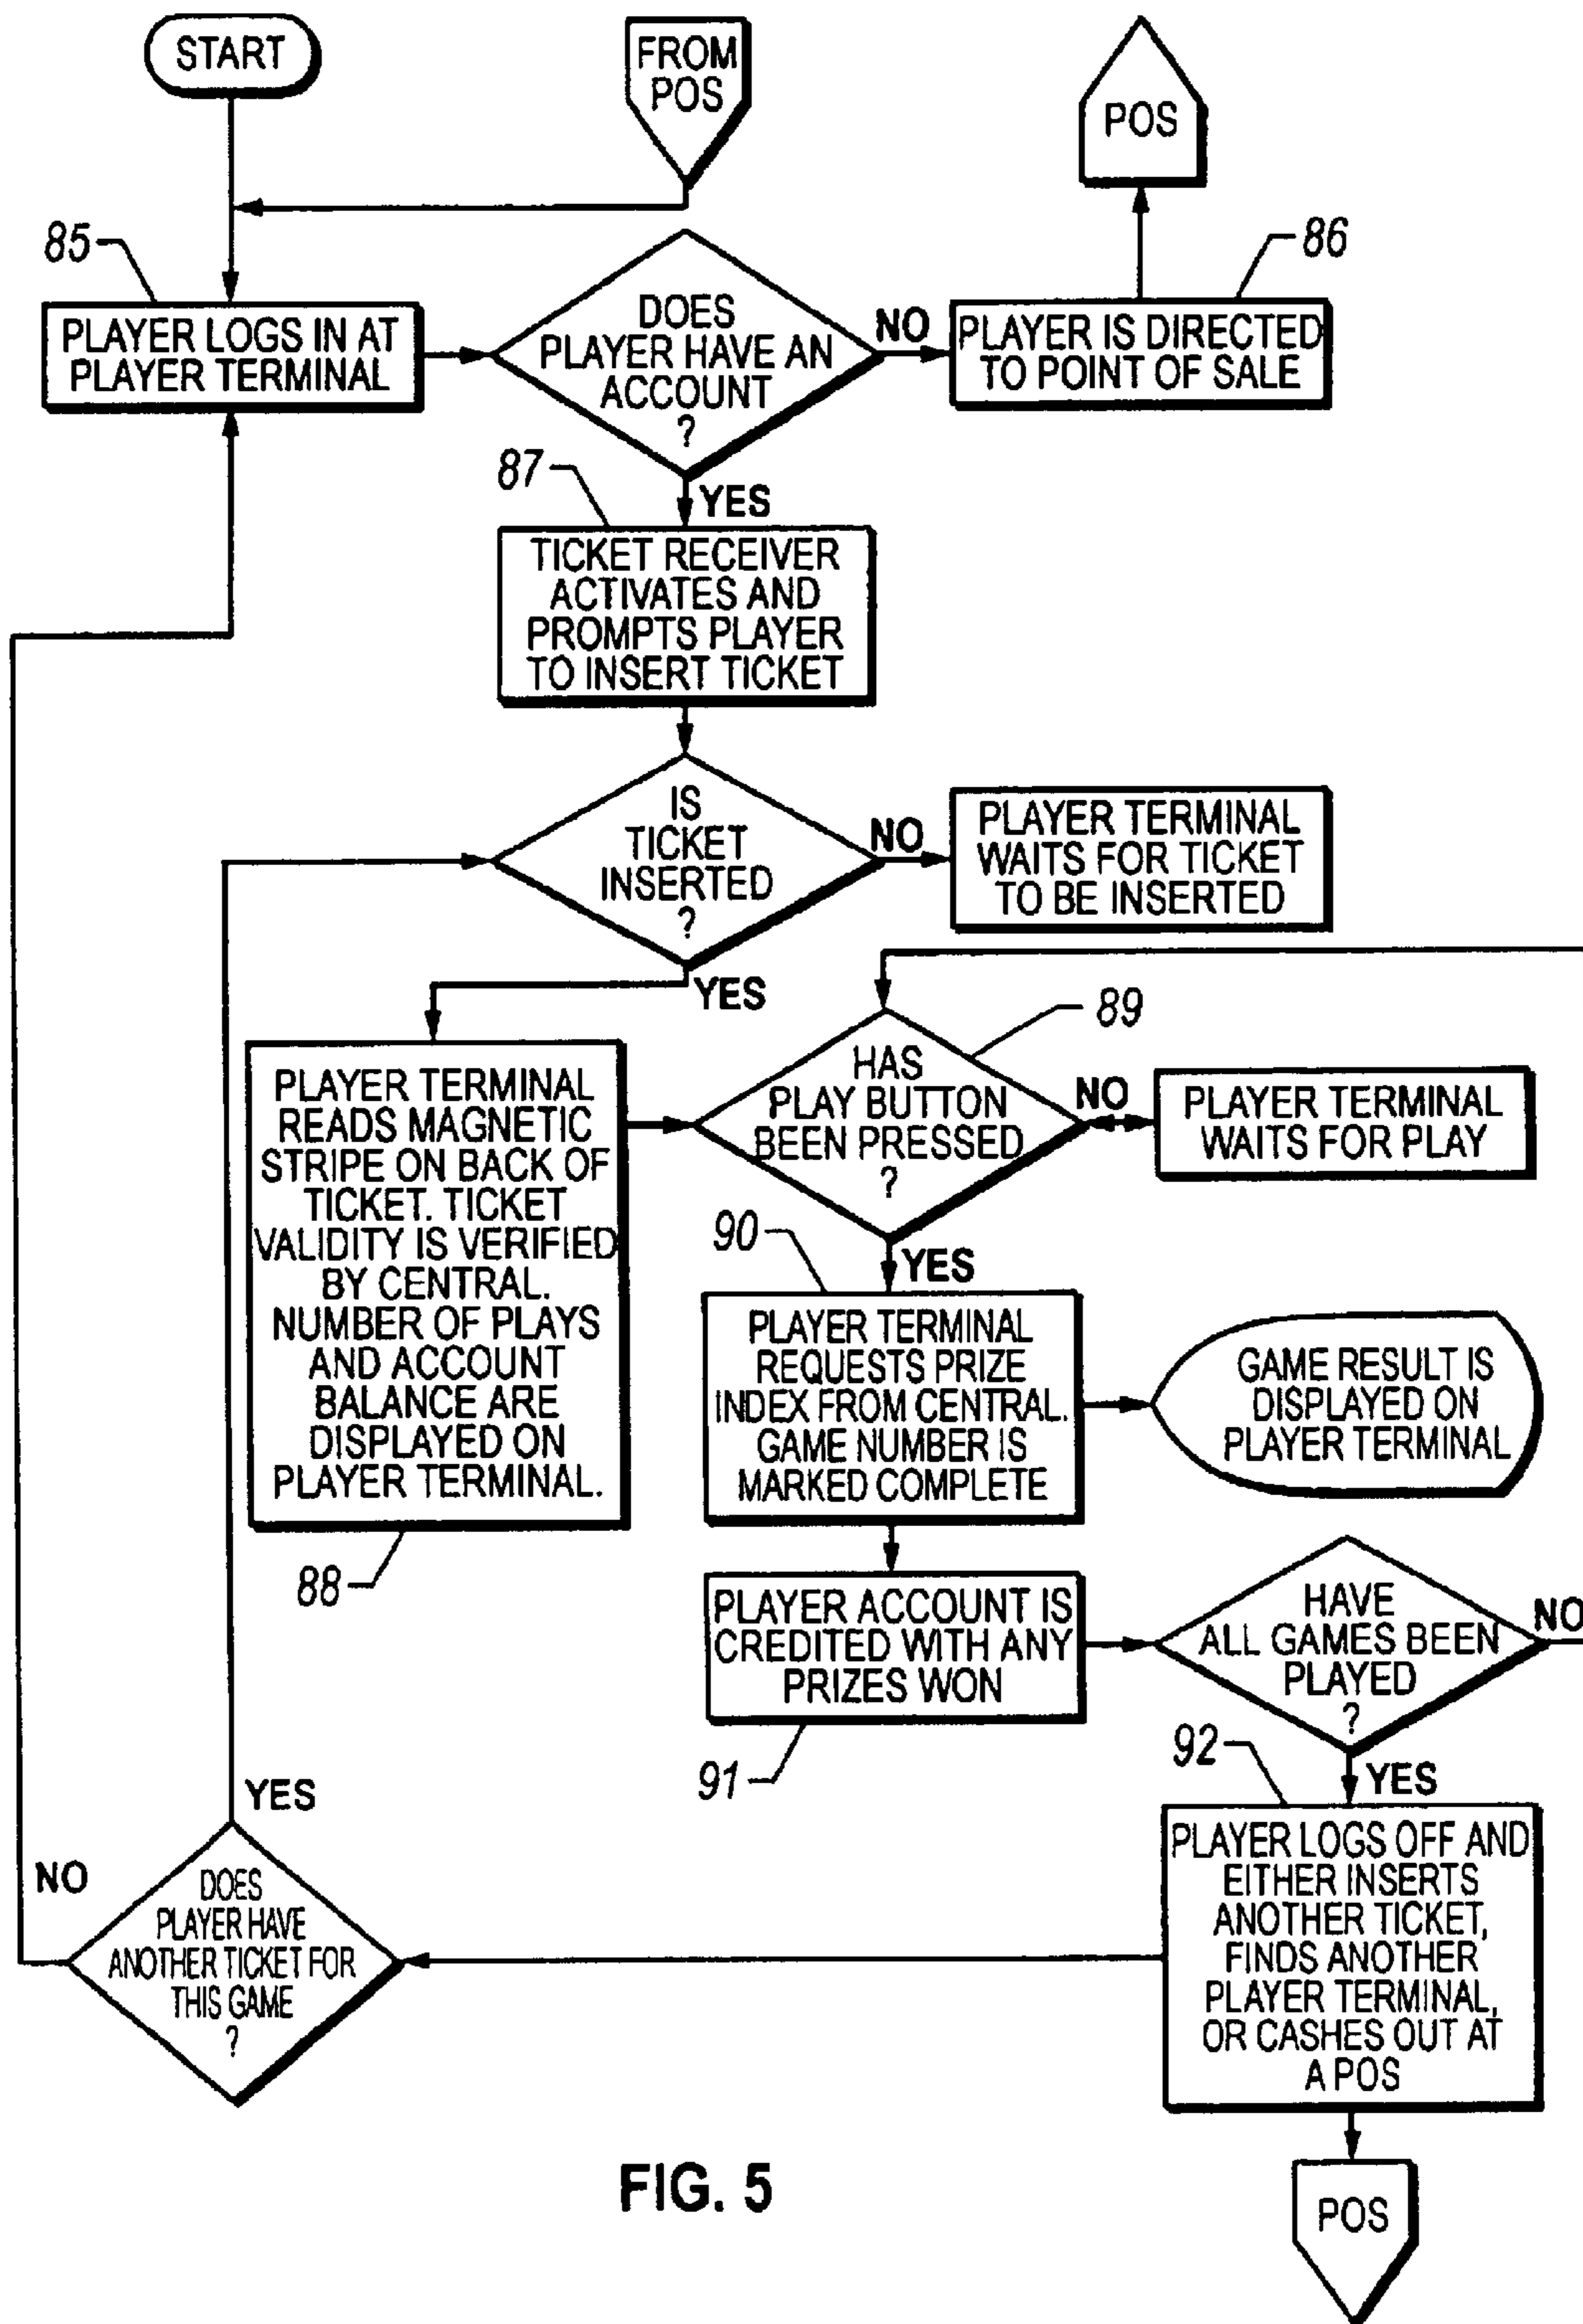 START
FROM
POS
POS
85
86
PLAYER LOGS IN AT
PLAYER TERMINAL
DOES
PLAYER HAVE AN
ACCOUNT
?
NO
PLAYER IS DIRECTED
TO POINT OF SALE
87
YES
TICKET RECEIVER
ACTIVATES AND
PROMPTS PLAYER
TO INSERT TICKET
IS
TICKET
INSERTED
?
NO
PLAYER TERMINAL
WAITS FOR TICKET
TO BE INSERTED
YES
PLAYER TERMINAL
READS MAGNETIC
STRIPE ON BACK OF
TICKET. TICKET
VALIDITY IS VERIFIED
BY CENTRAL.
NUMBER OF PLAYS
AND ACCOUNT
BALANCE ARE
DISPLAYED ON
PLAYER TERMINAL.
88
89
HAS
PLAY BUTTON
BEEN PRESSED
?
NO
PLAYER TERMINAL
WAITS FOR PLAY
90
YES
PLAYER TERMINAL
REQUESTS PRIZE
INDEX FROM CENTRAL.
GAME NUMBER IS
MARKED COMPLETE
GAME RESULT IS
DISPLAYED ON
PLAYER TERMINAL
PLAYER ACCOUNT IS
CREDITED WITH ANY
PRIZES WON
91
HAVE
ALL GAMES BEEN
PLAYED
?
NO
92
YES
PLAYER LOGS OFF AND
EITHER INSERTS
ANOTHER TICKET,
FINDS ANOTHER
PLAYER TERMINAL,
OR CASHES OUT AT
A POS
YES
NO
DOES
PLAYER HAVE
ANOTHER TICKET FOR
THIS GAME
?
POS
FIG. 5